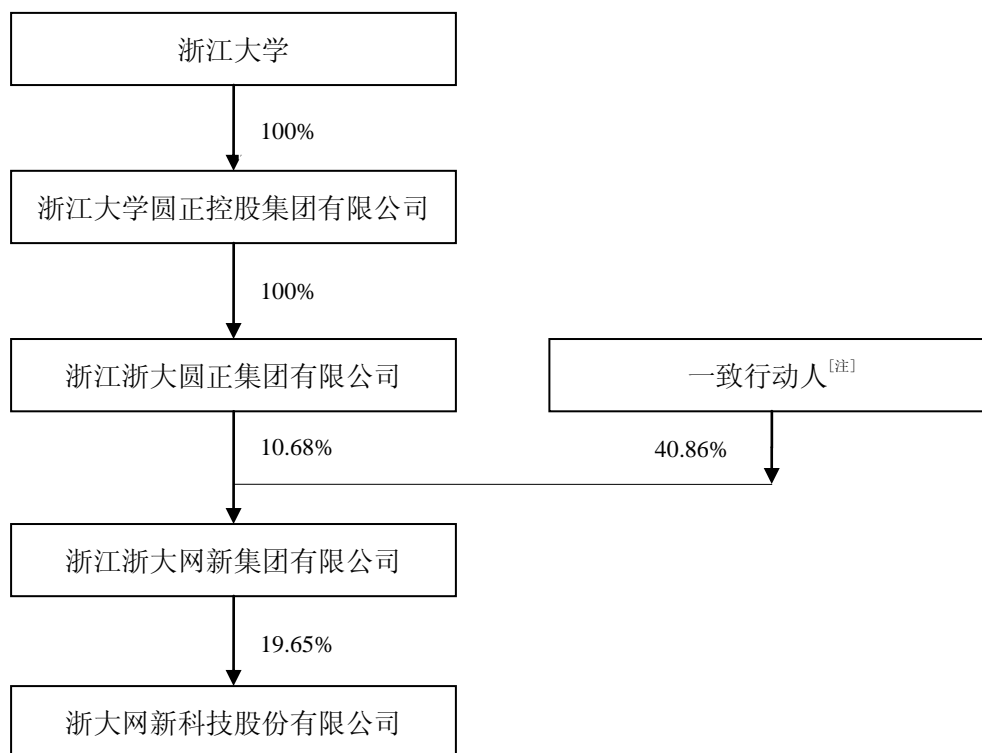 浙江大学
100%
浙江大学圆正控股集团有限公司
100%
浙江浙大圆正集团有限公司
一致行动人[注]
10.68%
40.86%
浙江浙大网新集团有限公司
19.65%
浙大网新科技股份有限公司